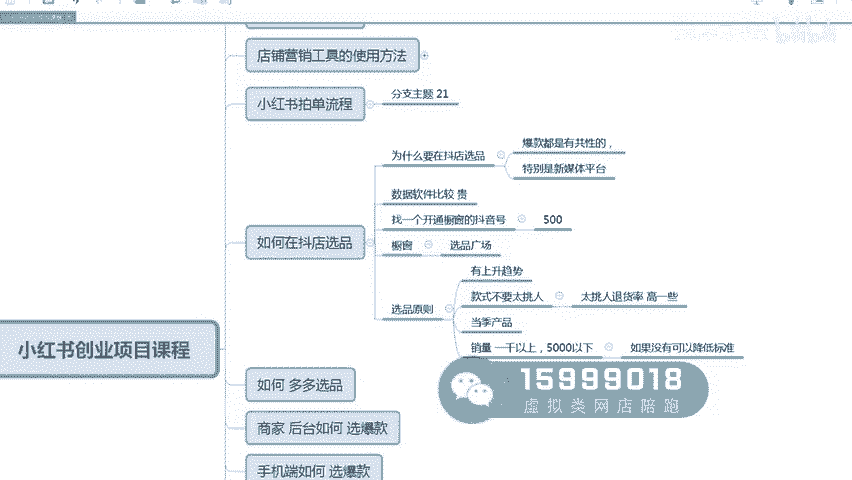 店铺营销工具的使用方法
小红书拍单流程
分支主题 21
为什么要在抖店选品
爆款都是有共性的，
特别是新媒体平台
数据软件比较 贵
找一个开通橱窗的抖音号
500
如何在抖店选品
橱窗
选品广场
选品原则
有上升趋势
款式不要太挑人
太挑人退货率 高一些
当季产品
销量 一千以上，5000以下
如果没有可以降低标准
小红书创业项目课程
15999018
虚拟类网店陪跑
如何 多多选品
商家 后台如何 选爆款
手机端如何 选爆款